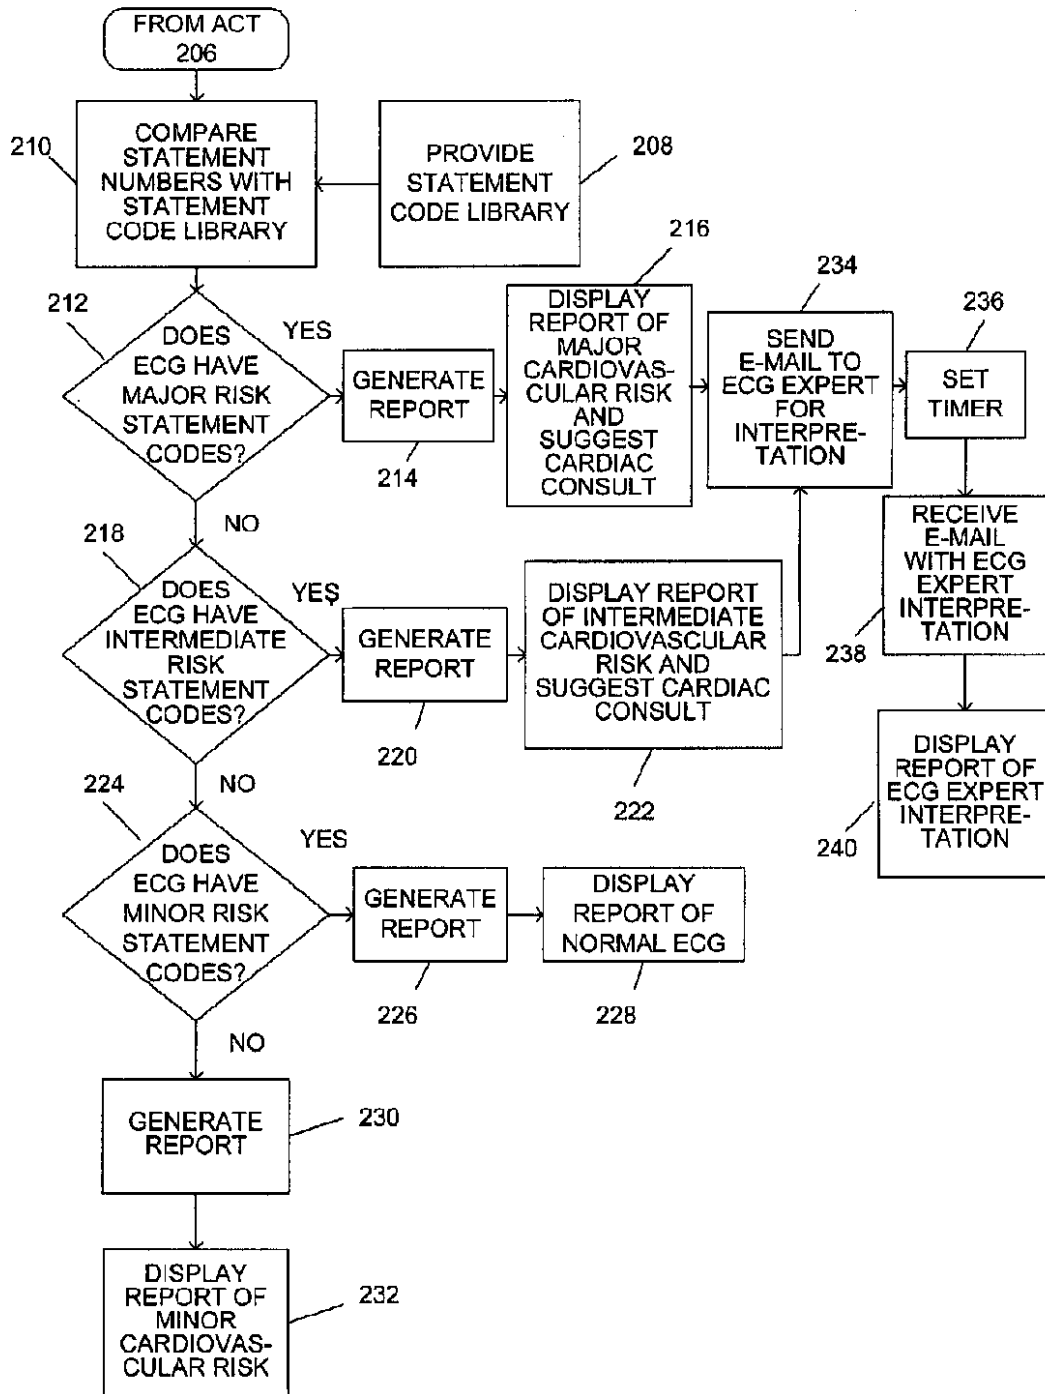 FROM ACT
206
210
COMPARE
STATEMENT
NUMBERS WITH
STATEMENT
CODE LIBRARY
PROVIDE
STATEMENT
CODE LIBRARY
208
212
DOES
ECG HAVE
MAJOR RISK
STATEMENT
CODES?
YES
GENERATE
REPORT
214
216
DISPLAY
REPORT OF
MAJOR
CARDIOVAS-
CULAR RISK
AND
SUGGEST
CARDIAC
CONSULT
234
SEND
E-MAIL TO
ECG EXPERT
FOR
INTERPRE-
TATION
236
SET
TIMER
NO
218
DOES
ECG HAVE
INTERMEDIATE
RISK
STATEMENT
CODES?
YES
GENERATE
REPORT
220
DISPLAY REPORT
OF INTERMEDIATE
CARDIOVASCULAR
RISK AND
SUGGEST CARDIAC
CONSULT
222
RECEIVE
E-MAIL
WITH ECG
EXPERT
INTERPRE-
TATION
238
DISPLAY
REPORT OF
ECG EXPERT
INTERPRE-
TATION
240
NO
224
DOES
ECG HAVE
MINOR RISK
STATEMENT
CODES?
YES
GENERATE
REPORT
226
DISPLAY
REPORT OF
NORMAL ECG
228
NO
GENERATE
REPORT
230
DISPLAY
REPORT OF
MINOR
CARDIOVAS-
CULAR RISK
232